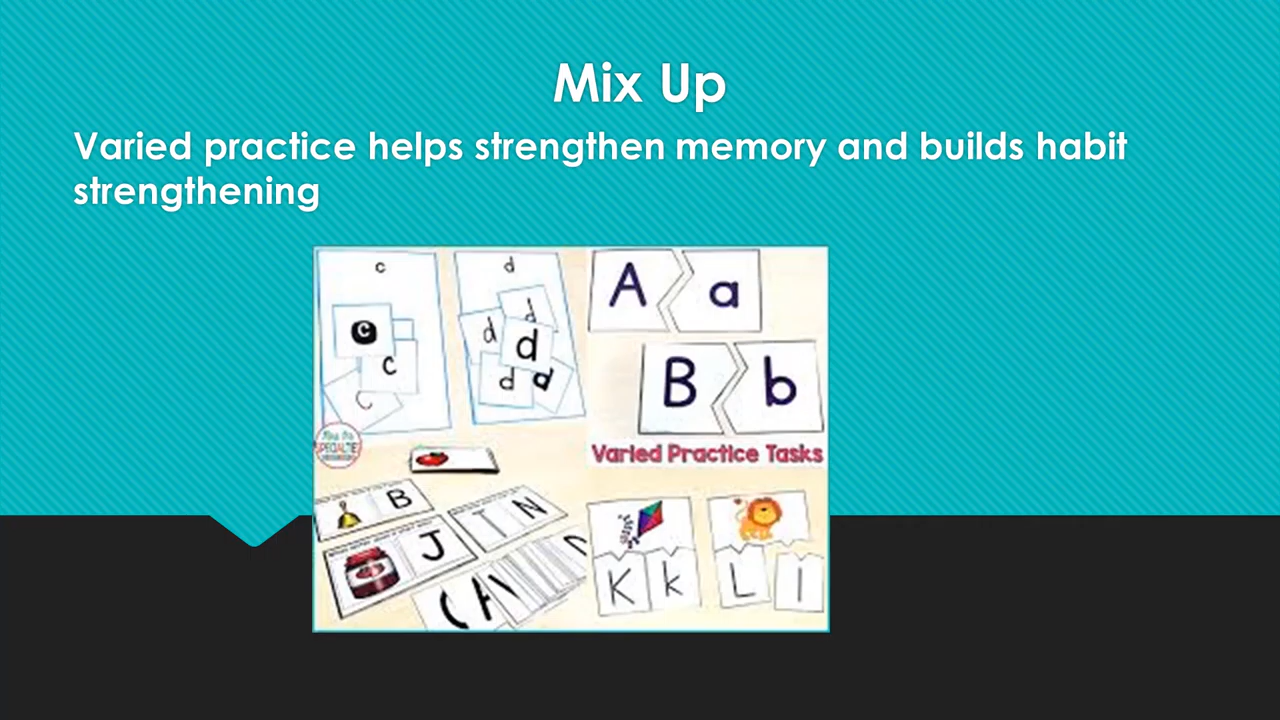 Mix Up
Varied practice helps strengthen memory and builds habit
strengthening
c
d
A a
c
d
d
d
B b
c
d
d
c
Varied Practice Tasks
B
T N
J
K k
L l